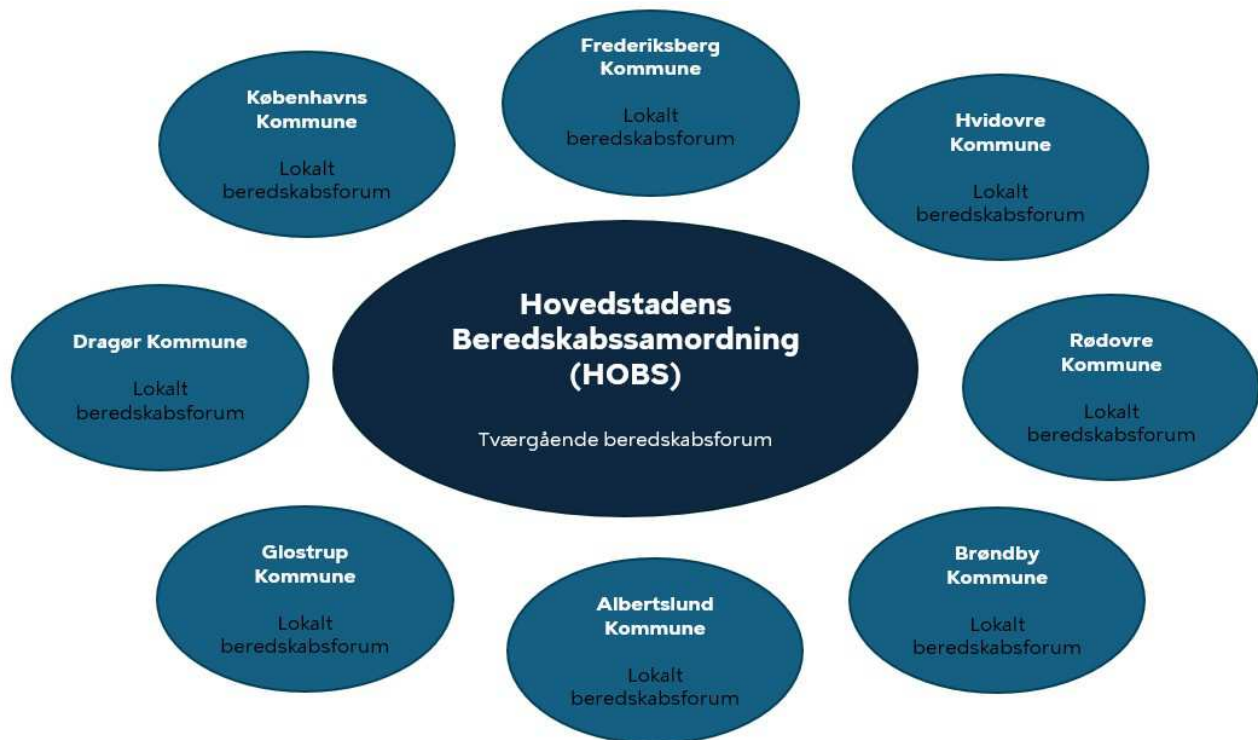 Frederiksberg
Kommune
Lokalt
beredskabsforum
Københavns
Kommune
Lokalt
beredskabsforum
Hvidovre
Kommune
Lokalt
beredskabsforum
Hovedstadens
Beredskabssamordning
(HOBS)
Tværgående beredskabsforum
Dragør Kommune
Lokalt
beredskabsforum
Rødovre
Kommune
Lokalt
beredskabsforum
Glostrup
Kommune
Lokalt
beredskabsforum
Albertslund
Kommune
Lokalt
beredskabsforum
Brøndby
Kommune
Lokalt
beredskabsforum